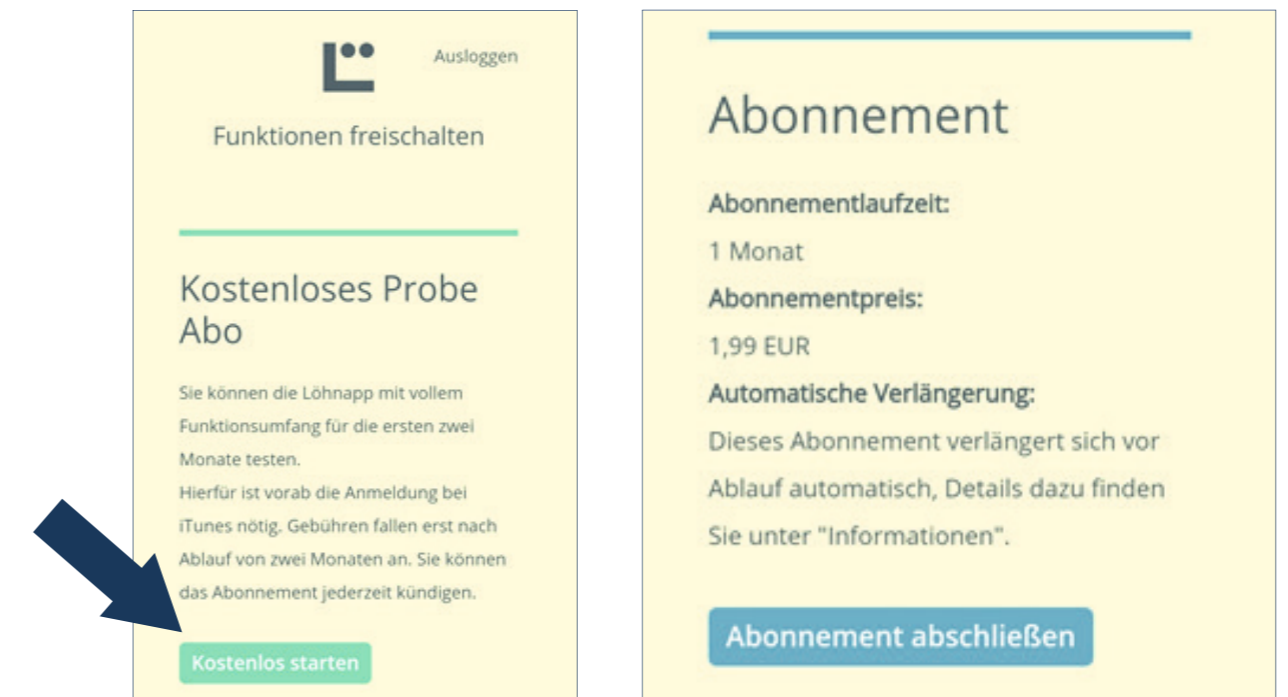 Ausloggen
Funktionen freischalten
Kostenloses Probe
Abo
Sie können die Löhnapp mit vollem
Funktionsumfang für die ersten zwei
Monate testen.
Hierfür ist vorab die Anmeldung bei
iTunes nötig. Gebühren fallen erst nach
Ablauf von zwei Monaten an. Sie können
das Abonnement jederzeit kündigen.
Kostenlos starten
Abonnement
Abonnementlaufzeit:
1 Monat
Abonnementpreis:
1,99 EUR
Automatische Verlängerung:
Dieses Abonnement verlängert sich vor
Ablauf automatisch, Details dazu finden
Sie unter "Informationen".
Abonnement abschließen